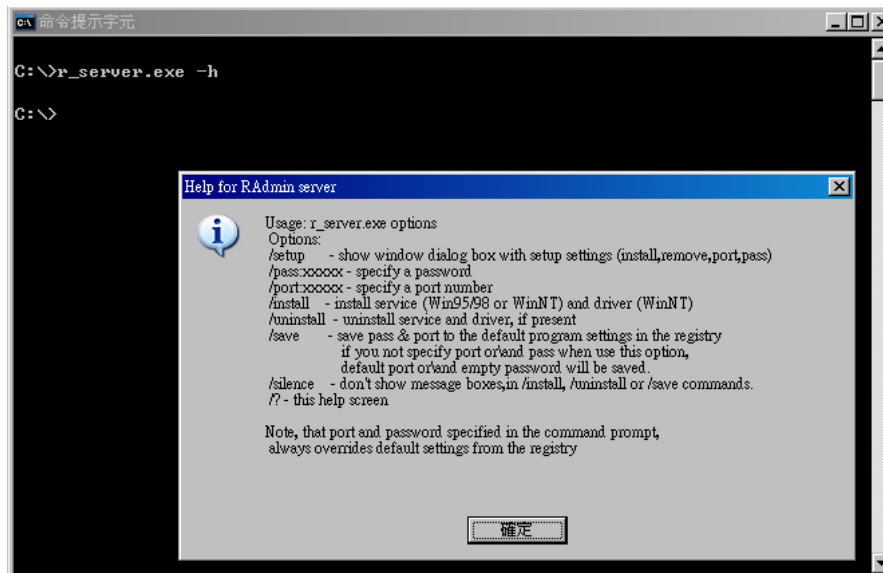 命令提示字元
C:\>r_server.exe -h
C:\>
Help for RAdmin server
Usage: r_server.exe options
Options:
/setup - show window dialog box with setup settings (install,remove,port,pass)
/pass:xxxxx - specify a password
/port:xxxxx - specify a port number
/install - install service (Win95/98 or WinNT) and driver (WinNT)
/uninstall - uninstall service and driver, if present
/save - save pass & port to the default program settings in the registry
if you not specify port or\and pass when use this option,
default port or\and empty password will be saved.
/silence - don't show message boxes,in /install, /uninstall or /save commands.
/? - this help screen
Note, that port and password specified in the command prompt,
always overrides default settings from the registry
確定